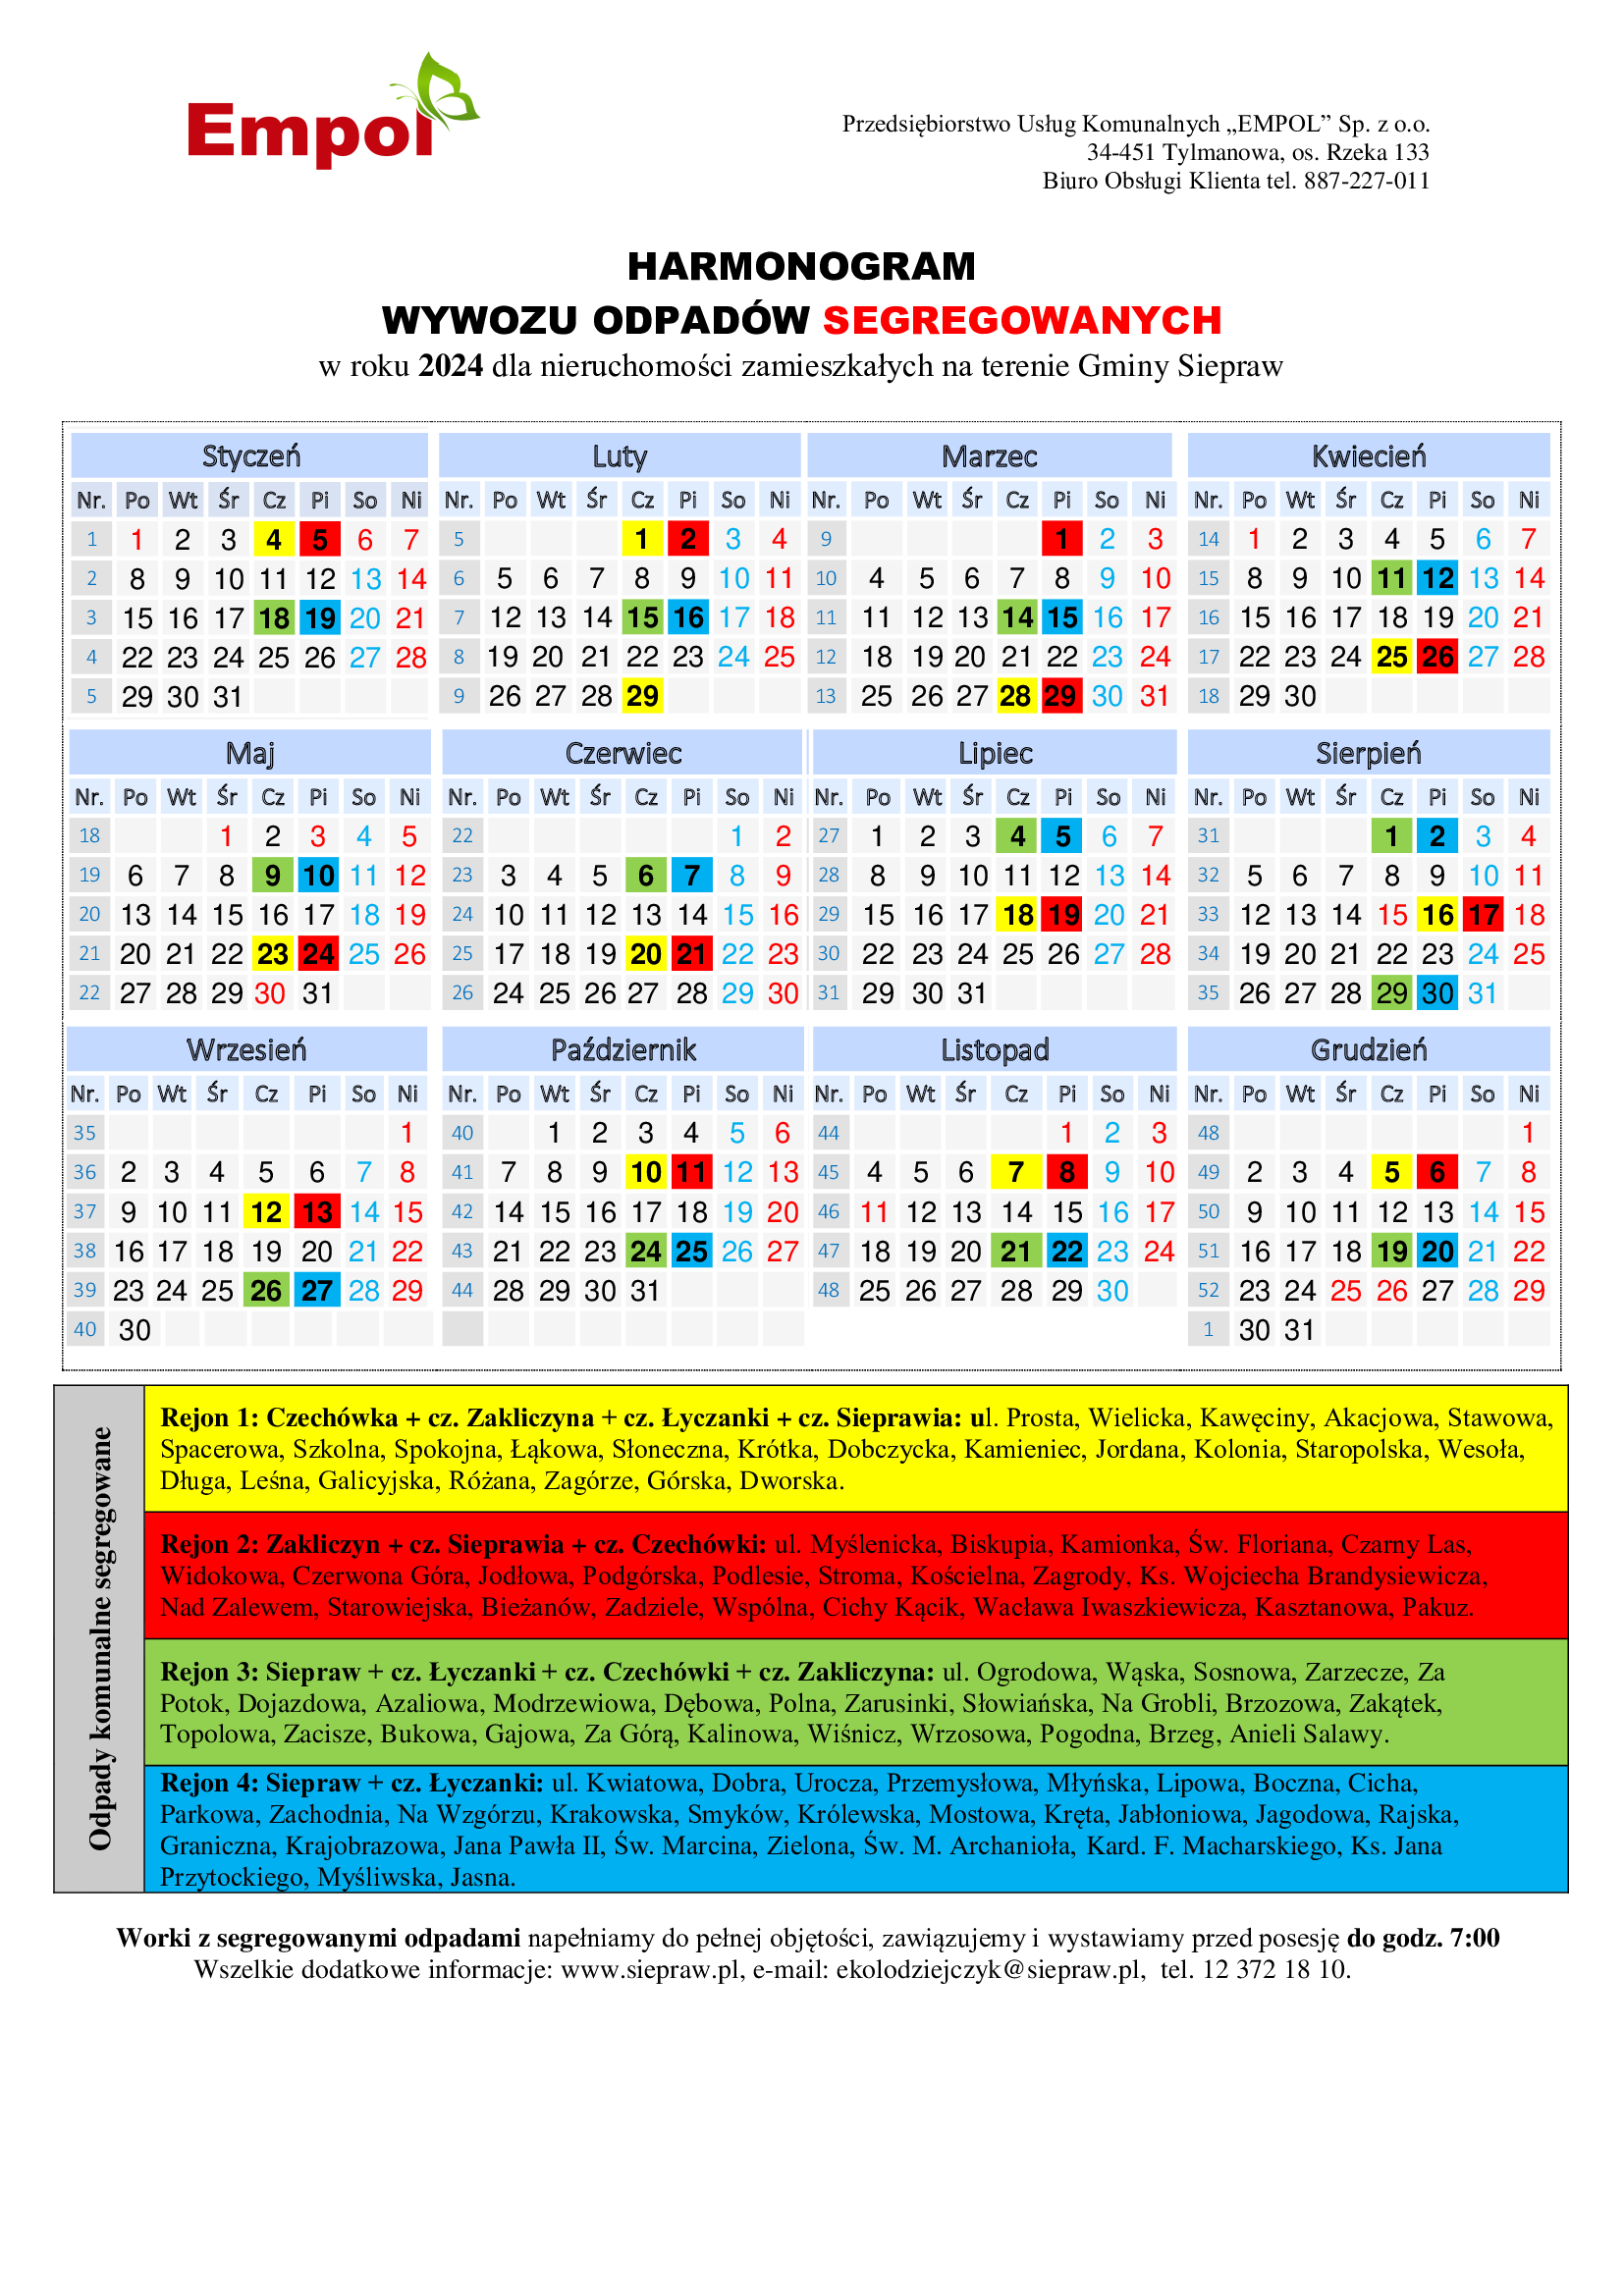 Empol
Przedsiębiorstwo Usług Komunalnych „EMPOL” Sp. z o.o.
34-451 Tylmanowa, os. Rzeka 133
Biuro Obsługi Klienta tel. 887-227-011
HARMONOGRAM
WYWOZU ODPADÓW SEGREGOWANYCH
w roku 2024 dla nieruchomości zamieszkałych na terenie Gminy Siepraw
Styczeń
Nr. Po Wt Śr Cz Pi So Ni
1 1 2 3 4 5 6 7
2 8 9 10 11 12 13 14
3 15 16 17 18 19 20 21
4 22 23 24 25 26 27 28
5 29 30 31
Luty
Nr. Po Wt Śr Cz Pi So Ni
5 1 2 3 4
6 5 6 7 8 9 10 11
7 12 13 14 15 16 17 18
8 19 20 21 22 23 24 25
9 26 27 28 29
Marzec
Nr. Po Wt Śr Cz Pi So Ni
9 1 2 3
10 4 5 6 7 8 9 10
11 11 12 13 14 15 16 17
12 18 19 20 21 22 23 24
13 25 26 27 28 29 30 31
Kwiecień
Nr. Po Wt Śr Cz Pi So Ni
14 1 2 3 4 5 6 7
15 8 9 10 11 12 13 14
16 15 16 17 18 19 20 21
17 22 23 24 25 26 27 28
18 29 30
Maj
Nr. Po Wt Śr Cz Pi So Ni
18 1 2 3 4 5
19 6 7 8 9 10 11 12
20 13 14 15 16 17 18 19
21 20 21 22 23 24 25 26
22 27 28 29 30 31
Czerwiec
Nr. Po Wt Śr Cz Pi So Ni
22 1 2
23 3 4 5 6 7 8 9
24 10 11 12 13 14 15 16
25 17 18 19 20 21 22 23
26 24 25 26 27 28 29 30
Lipiec
Nr. Po Wt Śr Cz Pi So Ni
27 1 2 3 4 5 6 7
28 8 9 10 11 12 13 14
29 15 16 17 18 19 20 21
30 22 23 24 25 26 27 28
31 29 30 31
Sierpień
Nr. Po Wt Śr Cz Pi So Ni
31 1 2 3 4
32 5 6 7 8 9 10 11
33 12 13 14 15 16 17 18
34 19 20 21 22 23 24 25
35 26 27 28 29 30 31
Wrzesień
Nr. Po Wt Śr Cz Pi So Ni
35 1
36 2 3 4 5 6 7 8
37 9 10 11 12 13 14 15
38 16 17 18 19 20 21 22
39 23 24 25 26 27 28 29
40 30
Październik
Nr. Po Wt Śr Cz Pi So Ni
40 1 2 3 4 5 6
41 7 8 9 10 11 12 13
42 14 15 16 17 18 19 20
43 21 22 23 24 25 26 27
44 28 29 30 31
Listopad
Nr. Po Wt Śr Cz Pi So Ni
44 1 2 3
45 4 5 6 7 8 9 10
46 11 12 13 14 15 16 17
47 18 19 20 21 22 23 24
48 25 26 27 28 29 30
Grudzień
Nr. Po Wt Śr Cz Pi So Ni
48 1
49 2 3 4 5 6 7 8
50 9 10 11 12 13 14 15
51 16 17 18 19 20 21 22
52 23 24 25 26 27 28 29
1 30 31
Odpady komunalne segregowane
Rejon 1: Czechówka + cz. Zakliczyna + cz. Łyczanki + cz. Sieprawia: ul. Prosta, Wielicka, Kawęciny, Akacjowa, Stawowa,
Spacerowa, Szkolna, Spokojna, Łąkowa, Słoneczna, Krótka, Dobczycka, Kamieniec, Jordana, Kolonia, Staropolska, Wesoła,
Długa, Leśna, Galicyjska, Różana, Zagórze, Górska, Dworska.
Rejon 2: Zakliczyn + cz. Sieprawia + cz. Czechówki: ul. Myślenicka, Biskupia, Kamionka, Św. Floriana, Czarny Las,
Widokowa, Czerwona Góra, Jodłowa, Podgórska, Podlesie, Stroma, Kościelna, Zagrody, Ks. Wojciecha Brandysiewicza,
Nad Zalewem, Starowiejska, Bieżanów, Zadziele, Wspólna, Cichy Kącik, Wacława Iwaszkiewicza, Kasztanowa, Pakuz.
Rejon 3: Siepraw + cz. Łyczanki + cz. Czechówki + cz. Zakliczyna: ul. Ogrodowa, Wąska, Sosnowa, Zarzecze, Za
Potok, Dojazdowa, Azaliowa, Modrzewiowa, Dębowa, Polna, Zarusinki, Słowiańska, Na Grobli, Brzozowa, Zakątek,
Topolowa, Zacisze, Bukowa, Gajowa, Za Górą, Kalinowa, Wiśnicz, Wrzosowa, Pogodna, Brzeg, Anieli Salawy.
Rejon 4: Siepraw + cz. Łyczanki: ul. Kwiatowa, Dobra, Urocza, Przemysłowa, Młyńska, Lipowa, Boczna, Cicha,
Parkowa, Zachodnia, Na Wzgórzu, Krakowska, Smyków, Królewska, Mostowa, Kręta, Jabłoniowa, Jagodowa, Rajska,
Graniczna, Krajobrazowa, Jana Pawła II, Św. Marcina, Zielona, Św. M. Archanioła, Kard. F. Macharskiego, Ks. Jana
Przytockiego, Myśliwska, Jasna.
Worki z segregowanymi odpadami napełniamy do pełnej objętości, zawiązujemy i wystawiamy przed posesję do godz. 7:00
Wszelkie dodatkowe informacje: www.siepraw.pl, e-mail: ekolodziejczyk@siepraw.pl, tel. 12 372 18 10.